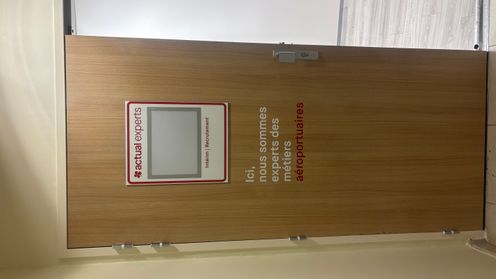 actual experts
Intérim | Recrutement
Ici,
nous sommes
experts des
métiers
aéroportuaires